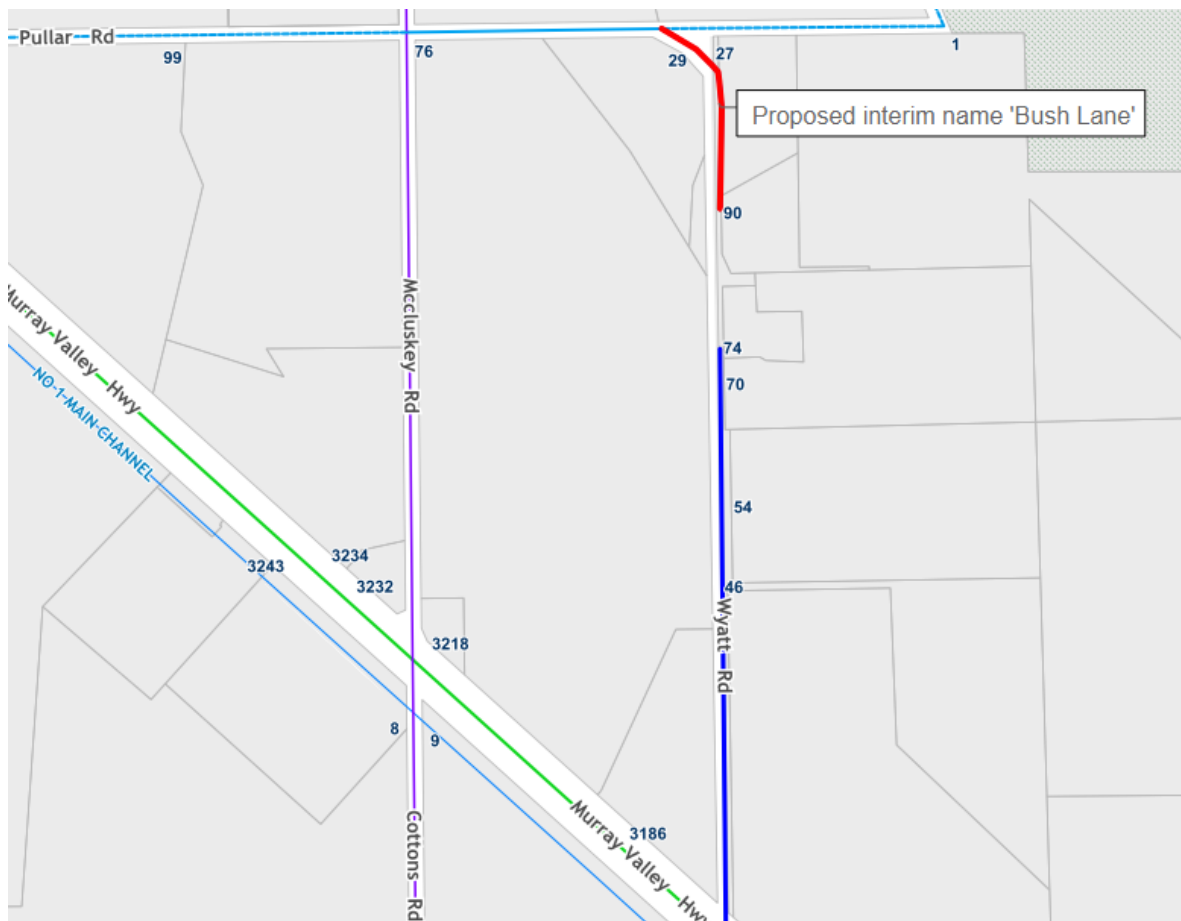 Pullar Rd
99
76
29
27
1
Proposed interim name 'Bush Lane'
90
Murray Valley Hwy
Mccluskey Rd
NO 1 MAIN CHANNEL
74
70
54
46
Wyatt Rd
3234
3243
3232
3218
8
9
Cottons Rd
3186
Murray Valley Hwy